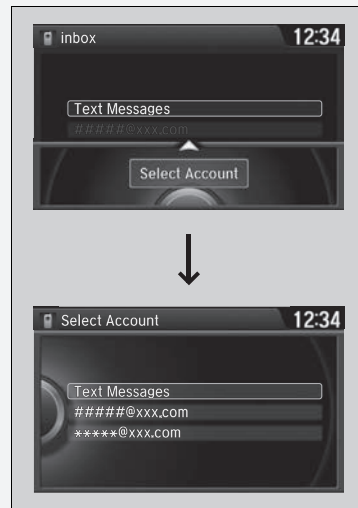 inbox 12:34
Text Messages
#####@xxx.com
Select Account
Select Account 12:34
Text Messages
#####@xxx.com
*****@xxx.com